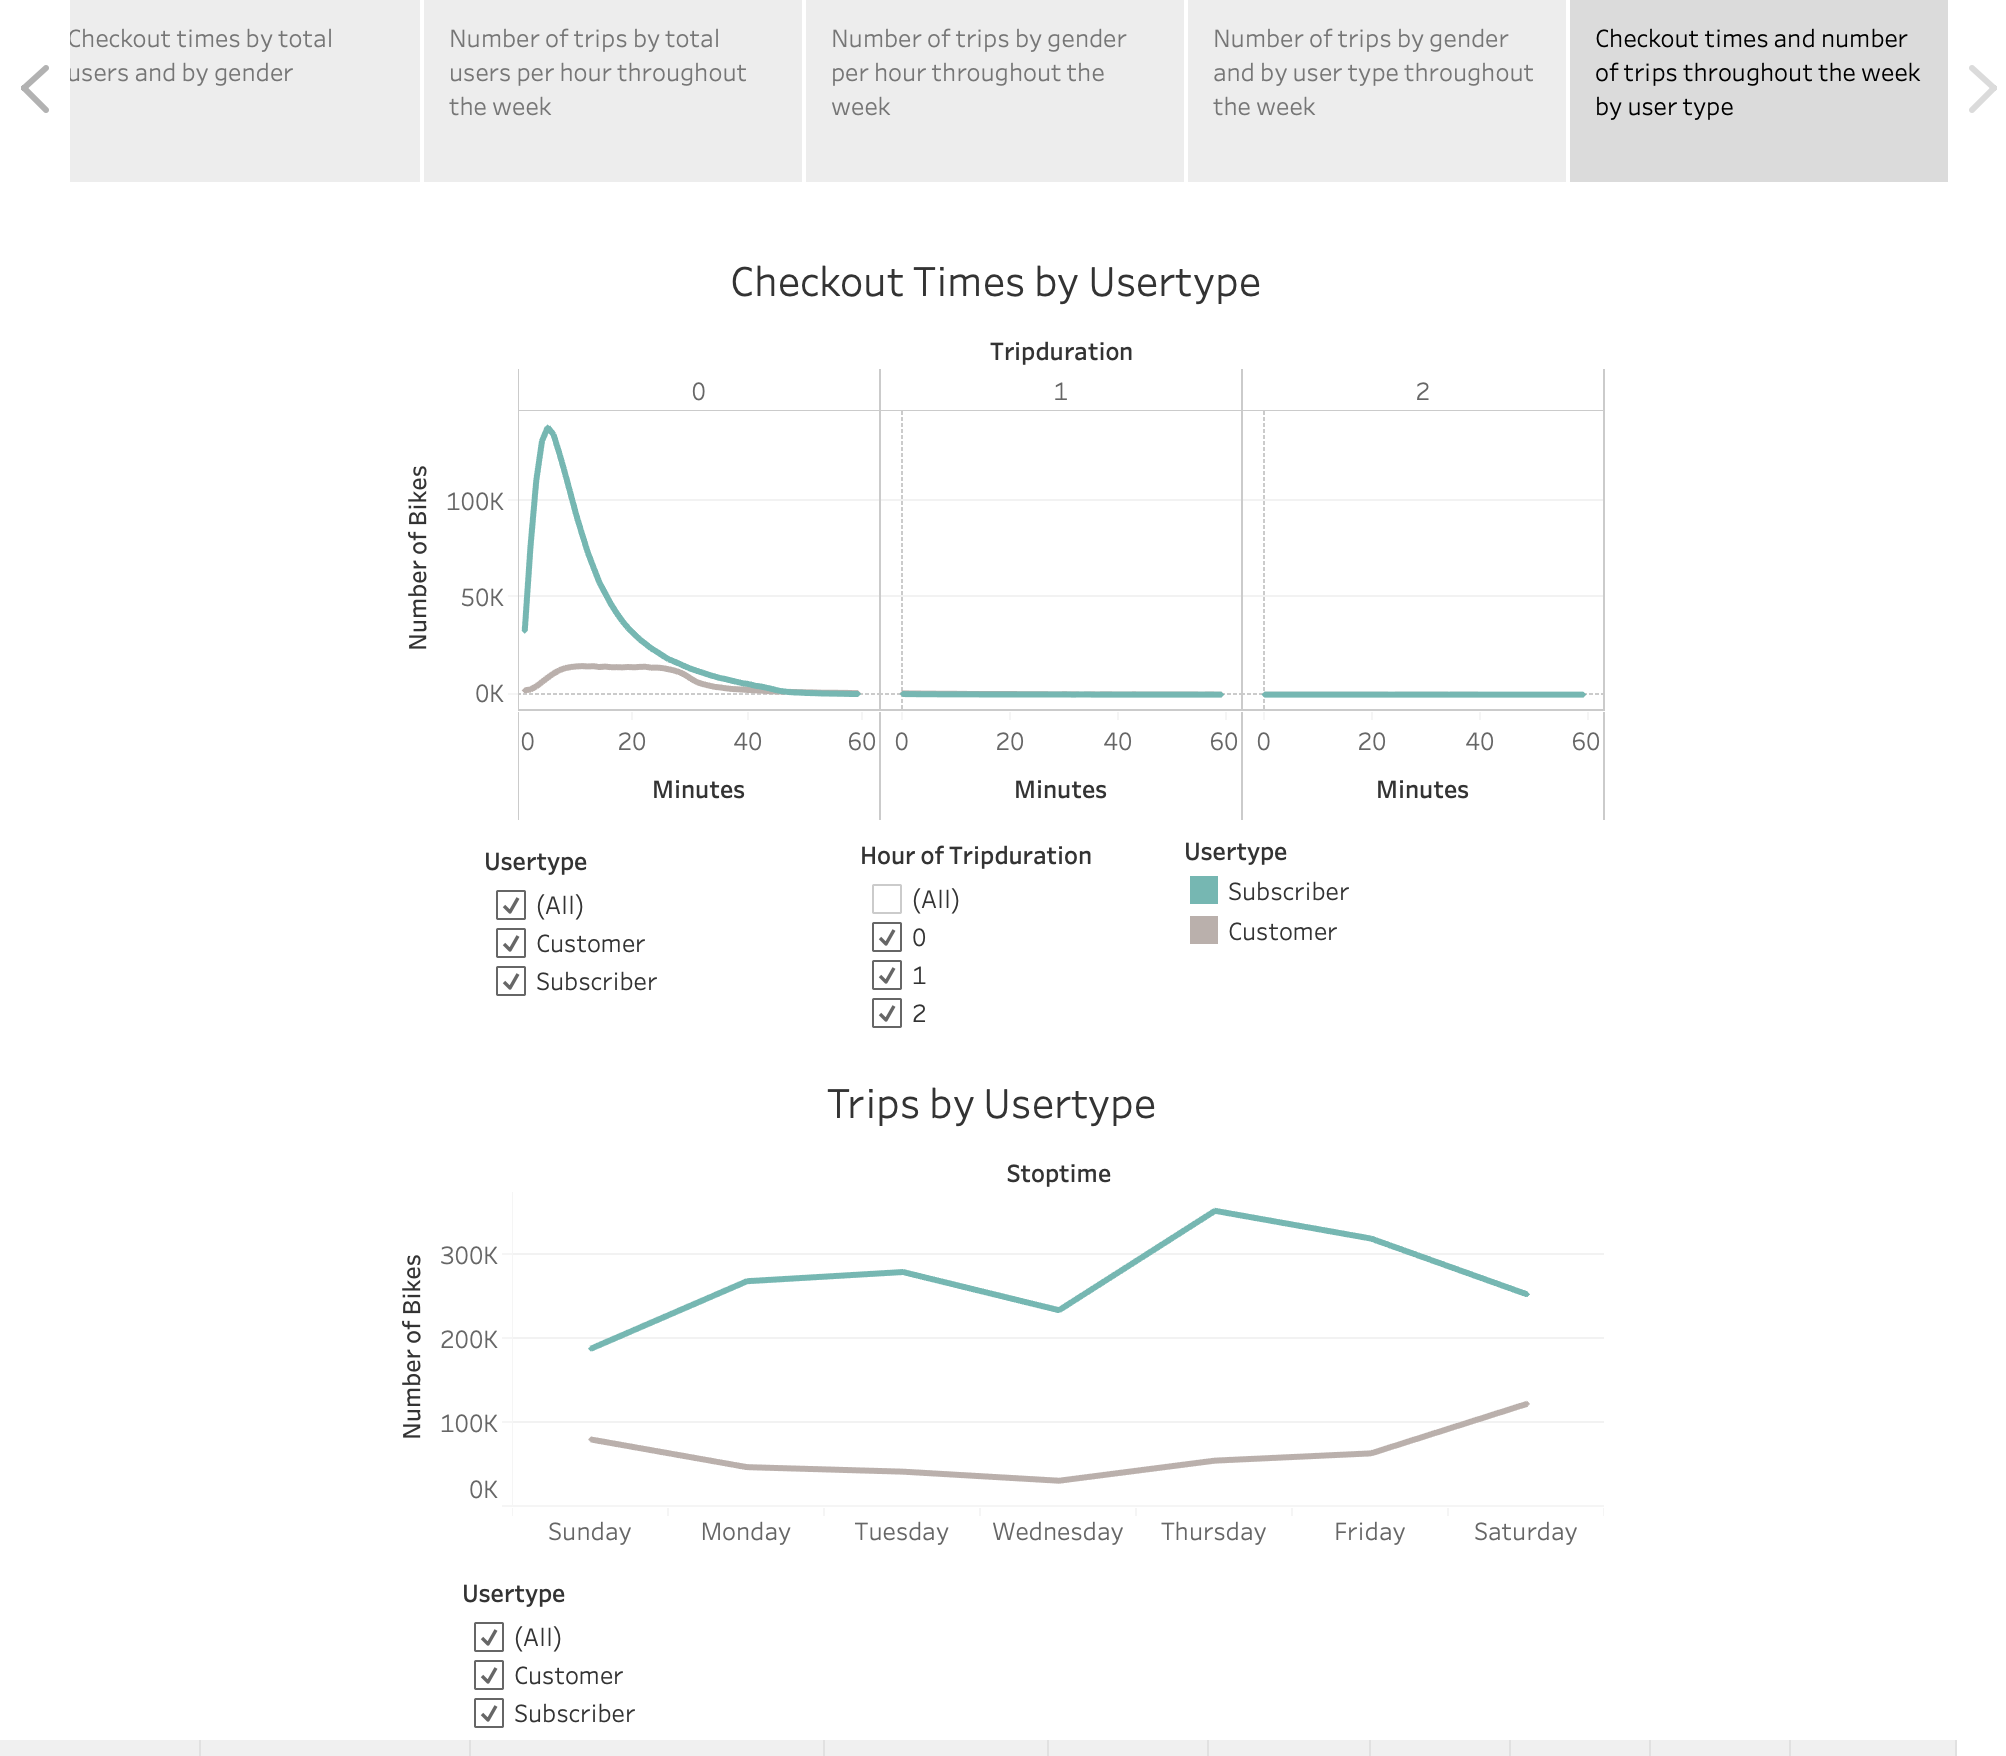 Checkout times by total
users and by gender
Number of trips by total
users per hour throughout
the week
Number of trips by gender
per hour throughout the
week
Number of trips by gender
and by user type throughout
the week
Checkout times and number
of trips throughout the week
by user type
Checkout Times by Usertype
Tripduration
0 1 2
Number of Bikes
100K
50K
0K
0 20 40 60 0 20 40 60 0 20 40 60
Minutes Minutes Minutes
Usertype
(All)
Customer
Subscriber
Hour of Tripduration
(All)
0
1
2
Usertype
Subscriber
Customer
Trips by Usertype
Stoptime
Number of Bikes
300K
200K
100K
0K
Sunday Monday Tuesday Wednesday Thursday Friday Saturday
Usertype
(All)
Customer
Subscriber